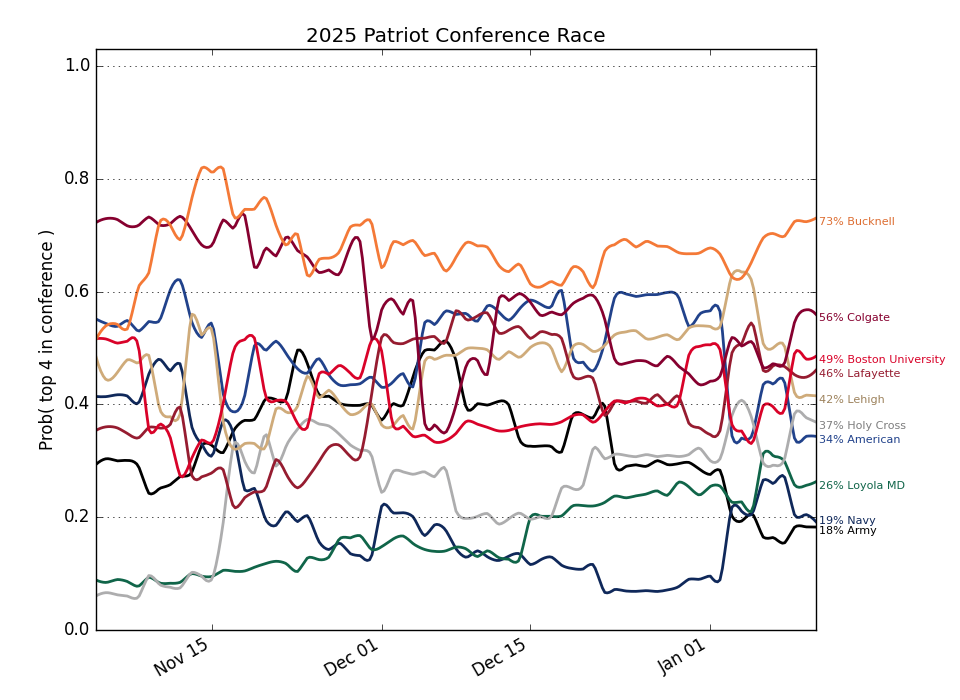 2025 Patriot Conference Race
Prob( top 4 in conference )
1.0
0.8
0.6
0.4
0.2
0.0
Nov 15
Dec 01
Dec 15
Jan 01
73% Bucknell
56% Colgate
49% Boston University
46% Lafayette
42% Lehigh
37% Holy Cross
34% American
26% Loyola MD
19% Navy
18% Army